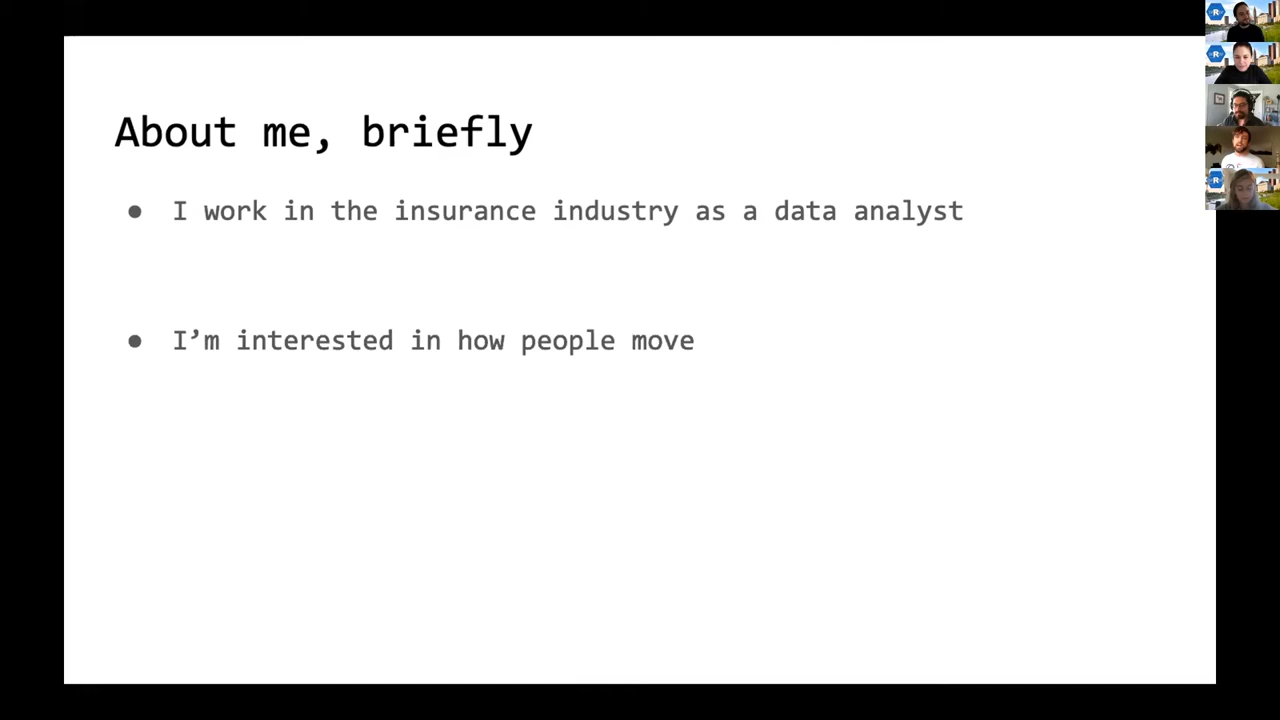 About me, briefly
● I work in the insurance industry as a data analyst
● I’m interested in how people move
R
R
R